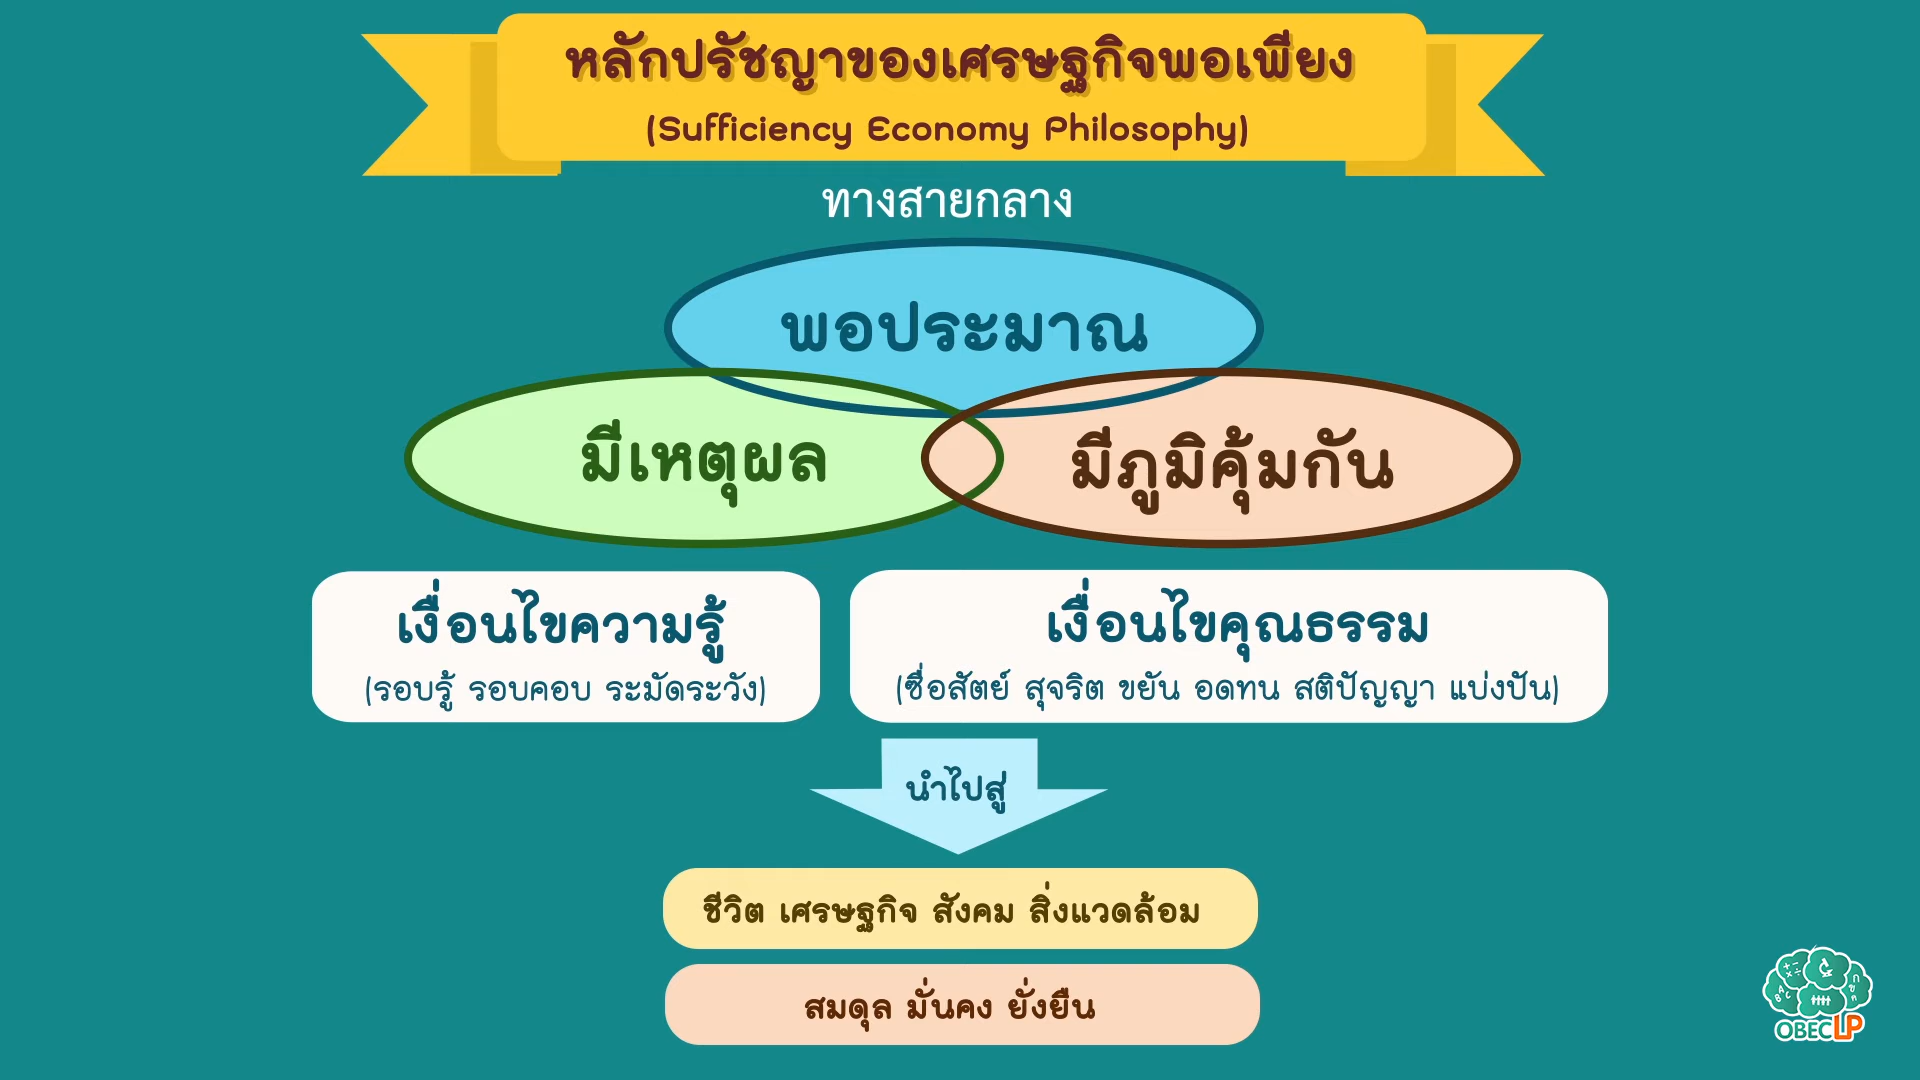 หลักปรัชญาของเศรษฐกิจพอเพียง
(Sufficiency Economy Philosophy)
ทางสายกลาง
พอประมาณ
มีเหตุผล
มีภูมิคุ้มกัน
เงื่อนไขความรู้
(รอบรู้ รอบคอบ ระมัดระวัง)
เงื่อนไขคุณธรรม
(ซื่อสัตย์ สุจริต ขยัน อดทน สติปัญญา แบ่งปัน)
นำไปสู่
ชีวิต เศรษฐกิจ สังคม สิ่งแวดล้อม
สมดุล มั่นคง ยั่งยืน
OBECLP